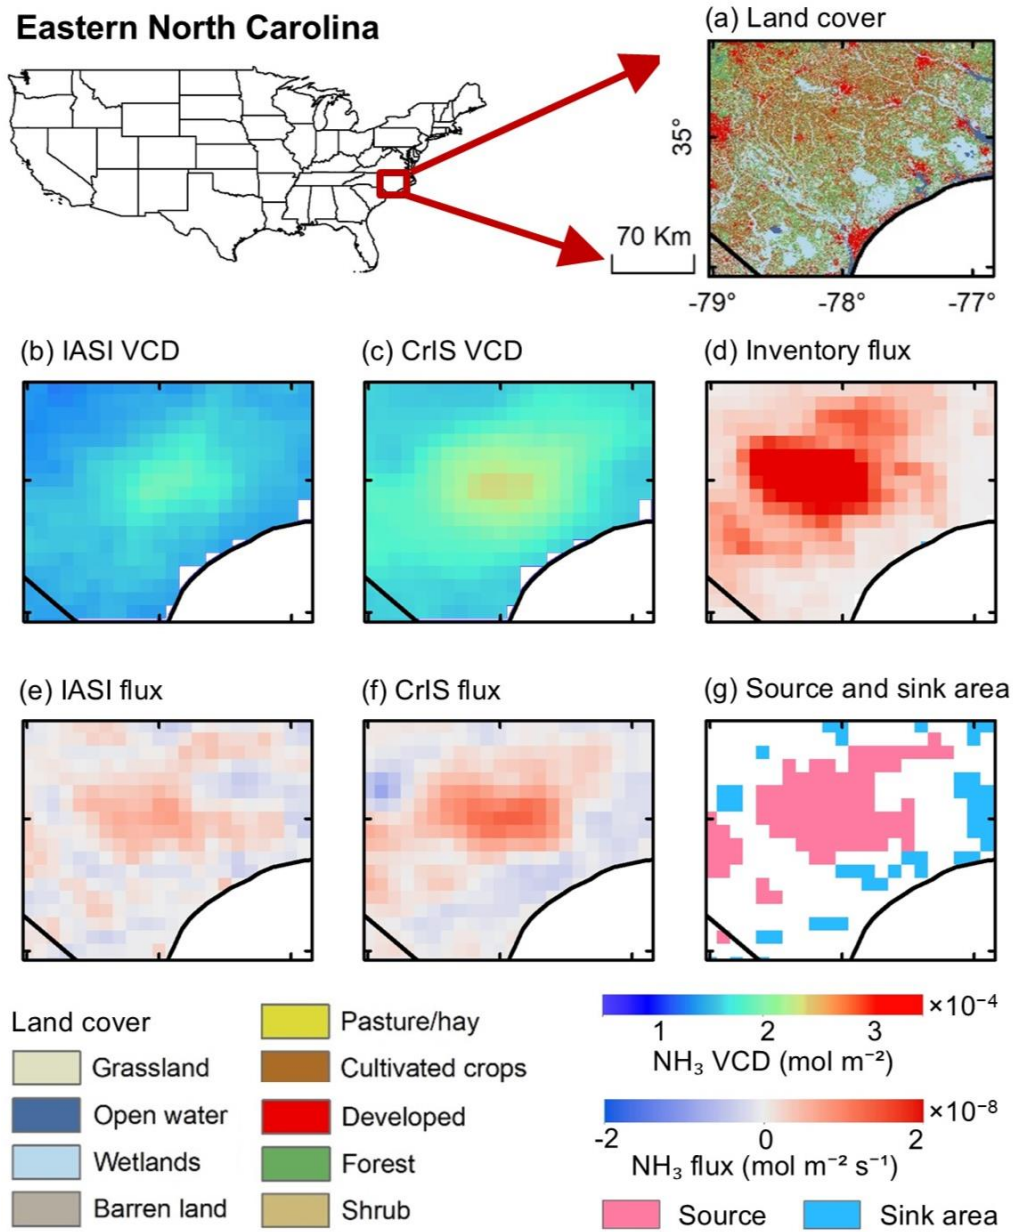 Eastern North Carolina
(a) Land cover
35°
70 Km
-79° -78° -77°
(b) IASI VCD
(c) CrIS VCD
(d) Inventory flux
(e) IASI flux
(f) CrIS flux
(g) Source and sink area
Land cover
Grassland
Open water
Wetlands
Barren land
Pasture/hay
Cultivated crops
Developed
Forest
Shrub
×10⁻⁴
1 2 3
NH₃ VCD (mol m⁻²)
×10⁻⁸
-2 0 2
NH₃ flux (mol m⁻² s⁻¹)
Source Sink area